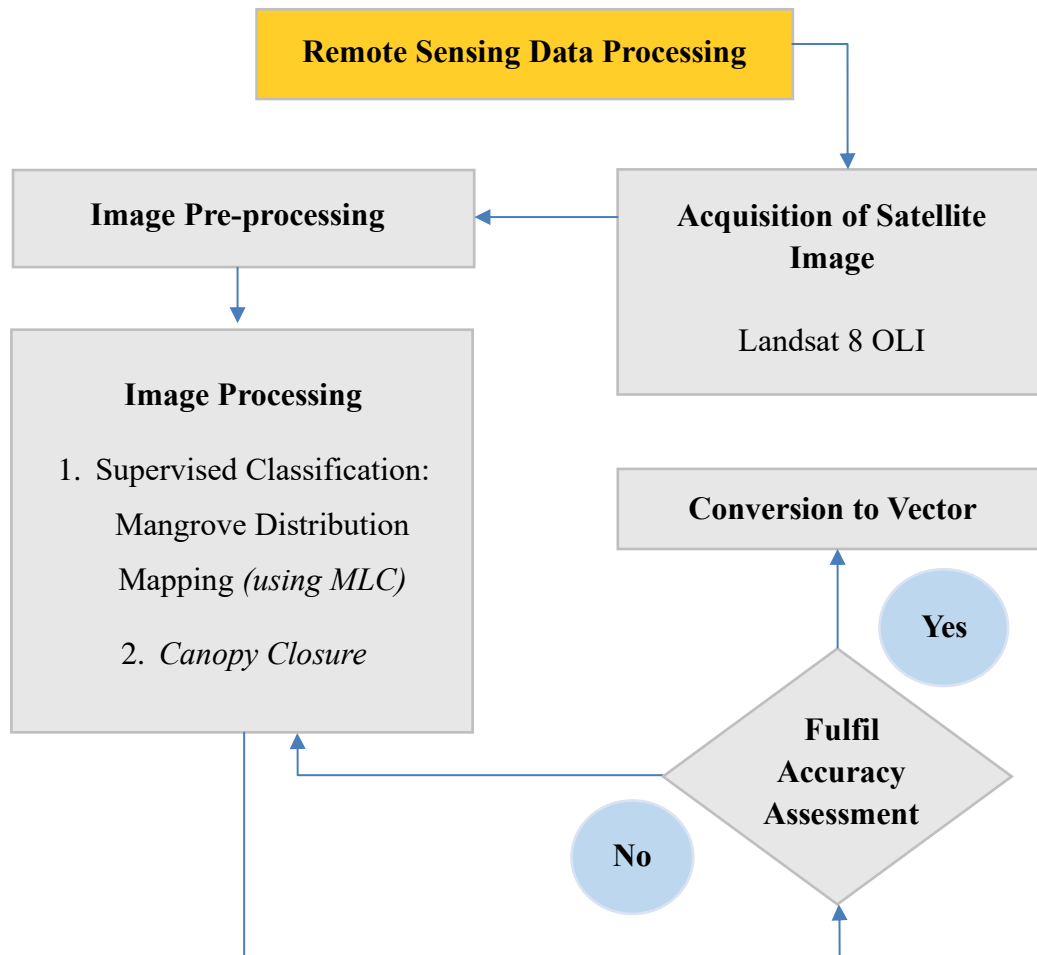 Remote Sensing Data Processing
Acquisition of Satellite
Image
Landsat 8 OLI
Image Pre-processing
Image Processing
1. Supervised Classification:
Mangrove Distribution
Mapping (using MLC)
2. Canopy Closure
Conversion to Vector
Yes
Fulfil
Accuracy
Assessment
No